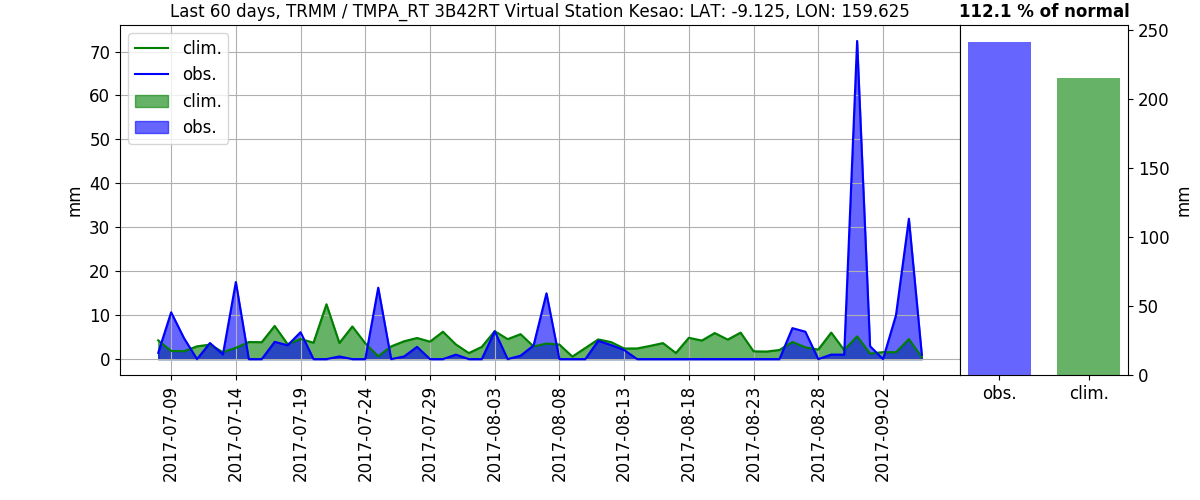 Last 60 days, TRMM / TMPA_RT 3B42RT Virtual Station Kesao: LAT: -9.125, LON: 159.625
112.1 % of normal
clim.
obs.
clim.
obs.
mm
70
60
50
40
30
20
10
0
2017-07-09
2017-07-14
2017-07-19
2017-07-24
2017-07-29
2017-08-03
2017-08-08
2017-08-13
2017-08-18
2017-08-23
2017-08-28
2017-09-02
250
200
150
100
50
0
mm
obs.
clim.